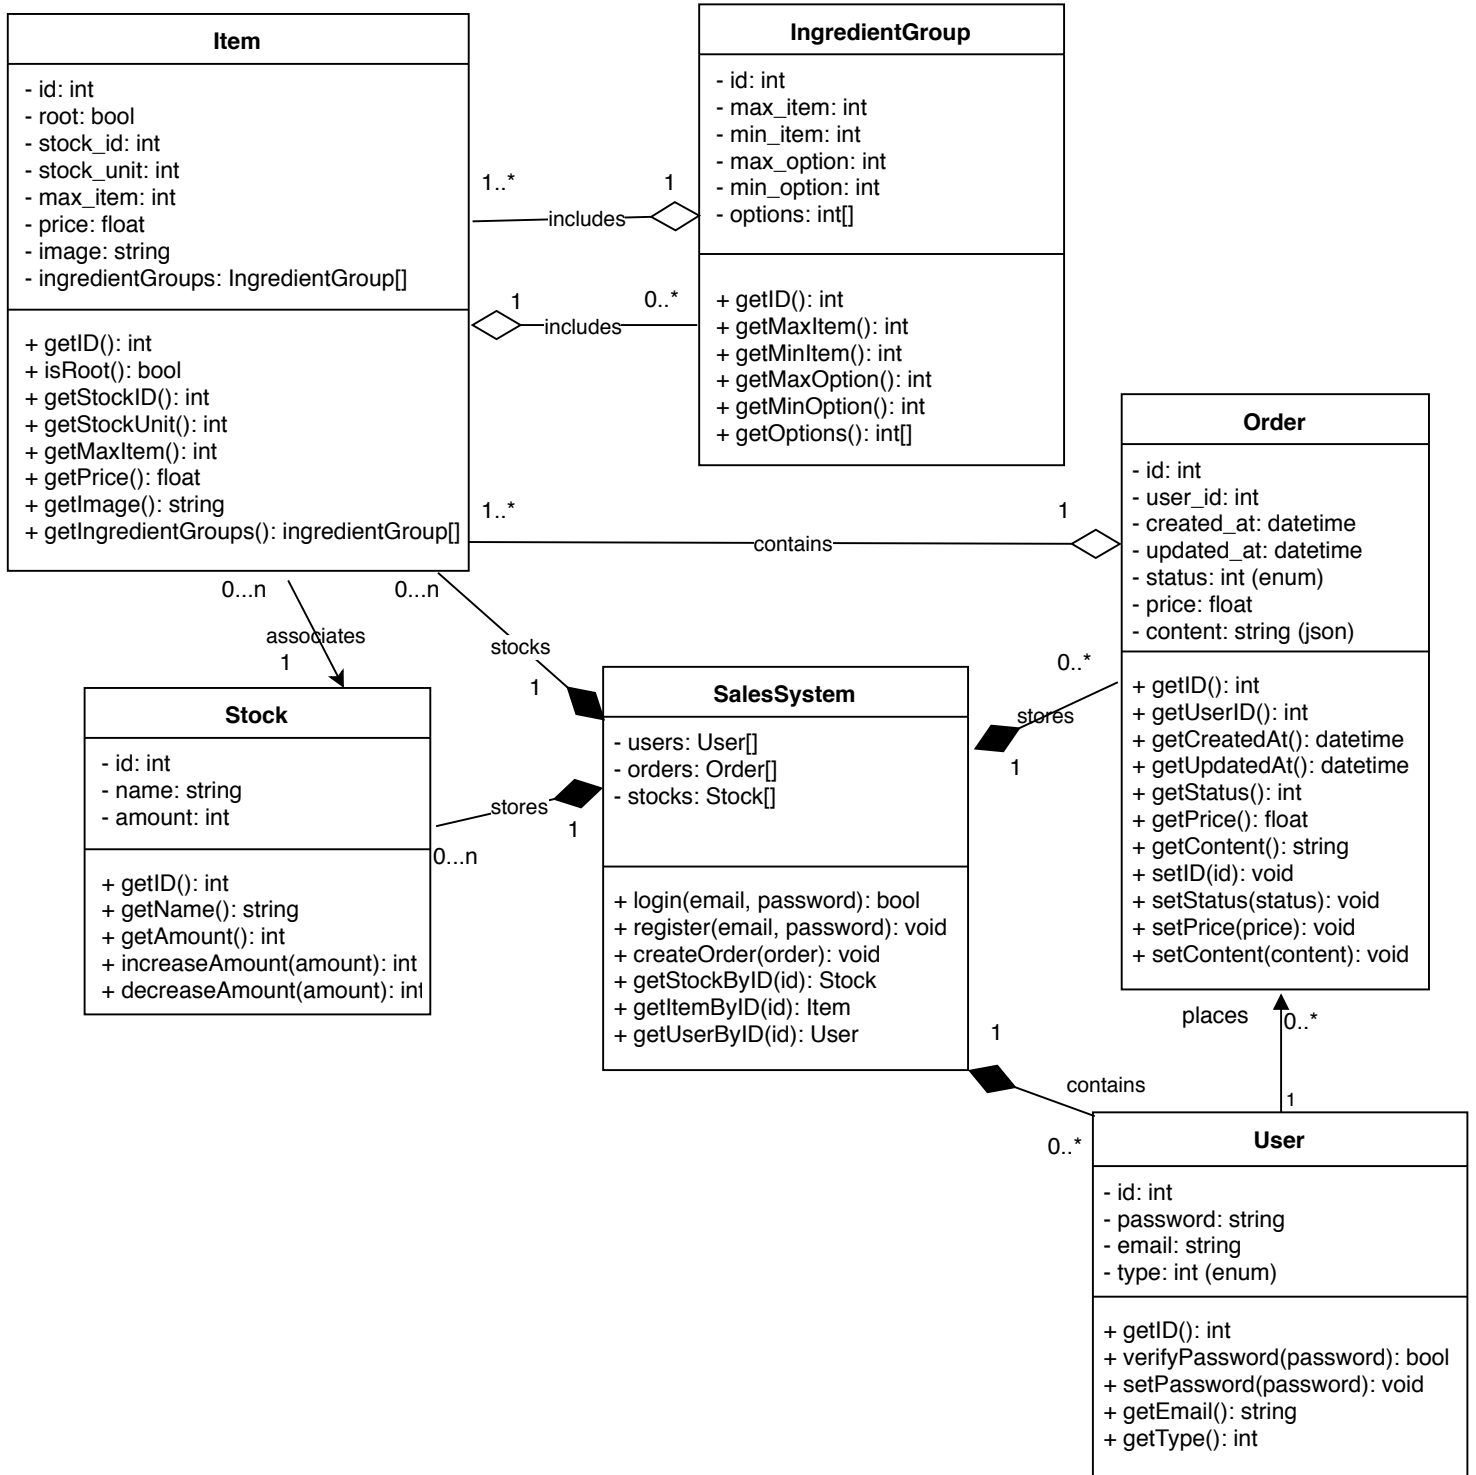 Item
- id: int
- root: bool
- stock_id: int
- stock_unit: int
- max_item: int
- price: float
- image: string
- ingredientGroups: IngredientGroup[]
+ getID(): int
+ isRoot(): bool
+ getStockID(): int
+ getStockUnit(): int
+ getMaxItem(): int
+ getPrice(): float
+ getImage(): string
+ getIngredientGroups(): ingredientGroup[]
IngredientGroup
- id: int
- max_item: int
- min_item: int
- max_option: int
- min_option: int
- options: int[]
+ getID(): int
+ getMaxItem(): int
+ getMinItem(): int
+ getMaxOption(): int
+ getMinOption(): int
+ getOptions(): int[]
1..*
1
includes
1
0..*
includes
1..*
1
contains
Order
- id: int
- user_id: int
- created_at: datetime
- updated_at: datetime
- status: int (enum)
- price: float
- content: string (json)
+ getID(): int
+ getUserID(): int
+ getCreatedAt(): datetime
+ getUpdatedAt(): datetime
+ getStatus(): int
+ getPrice(): float
+ getContent(): string
+ setID(id): void
+ setStatus(status): void
+ setPrice(price): void
+ setContent(content): void
0...n
associates
1
0...n
stocks
1
Stock
- id: int
- name: string
- amount: int
+ getID(): int
+ getName(): string
+ getAmount(): int
+ increaseAmount(amount): int
+ decreaseAmount(amount): int
stores
1
0...n
SalesSystem
- users: User[]
- orders: Order[]
- stocks: Stock[]
+ login(email, password): bool
+ register(email, password): void
+ createOrder(order): void
+ getStockByID(id): Stock
+ getItemByID(id): Item
+ getUserByID(id): User
0..*
stores
1
places
0..*
1
1
contains
0..*
User
- id: int
- password: string
- email: string
- type: int (enum)
+ getID(): int
+ verifyPassword(password): bool
+ setPassword(password): void
+ getEmail(): string
+ getType(): int